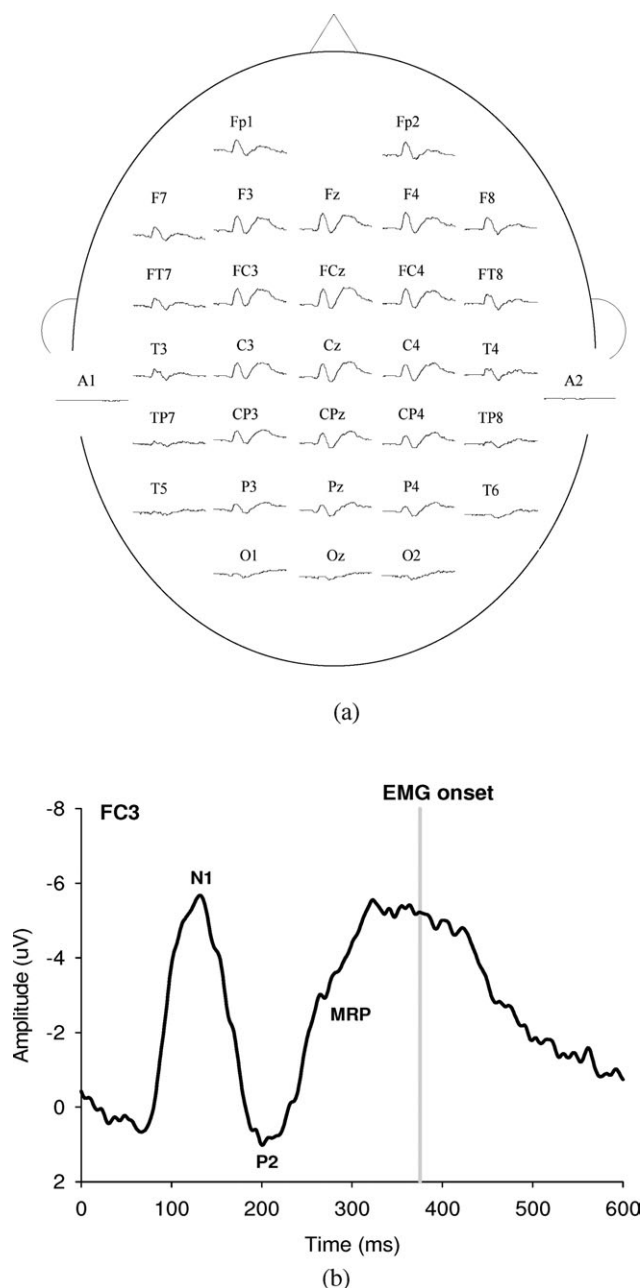 Fp1 Fp2
F7 F3 Fz F4 F8
FT7 FC3 FCz FC4 FT8
T3 C3 Cz C4 T4
A1 A2
TP7 CP3 CPz CP4 TP8
T5 P3 Pz P4 T6
O1 Oz O2
(a)
EMG onset
FC3
N1
MRP
P2
Amplitude (uV)
-8
-6
-4
-2
0
2
0 100 200 300 400 500 600
Time (ms)
(b)